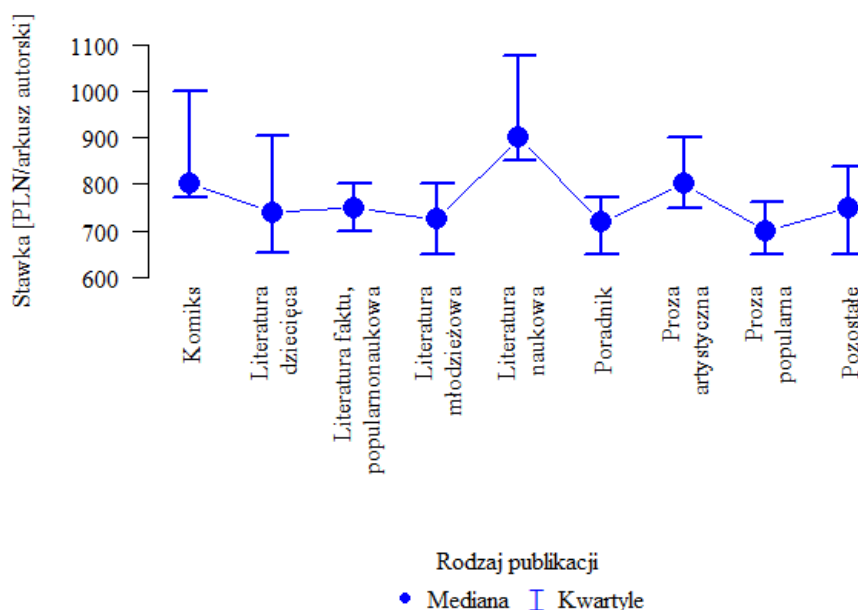 Stawka [PLN/arkusz autorski]
1100
1000
900
800
700
600
Komiks
Literatura
dziecięca
Literatura faktu,
popularnonaukowa
Literatura
młodzieżowa
Literatura
naukowa
Poradnik
Proza
artystyczna
Proza
popularna
Pozostałe
Rodzaj publikacji
Mediana
Kwartyle